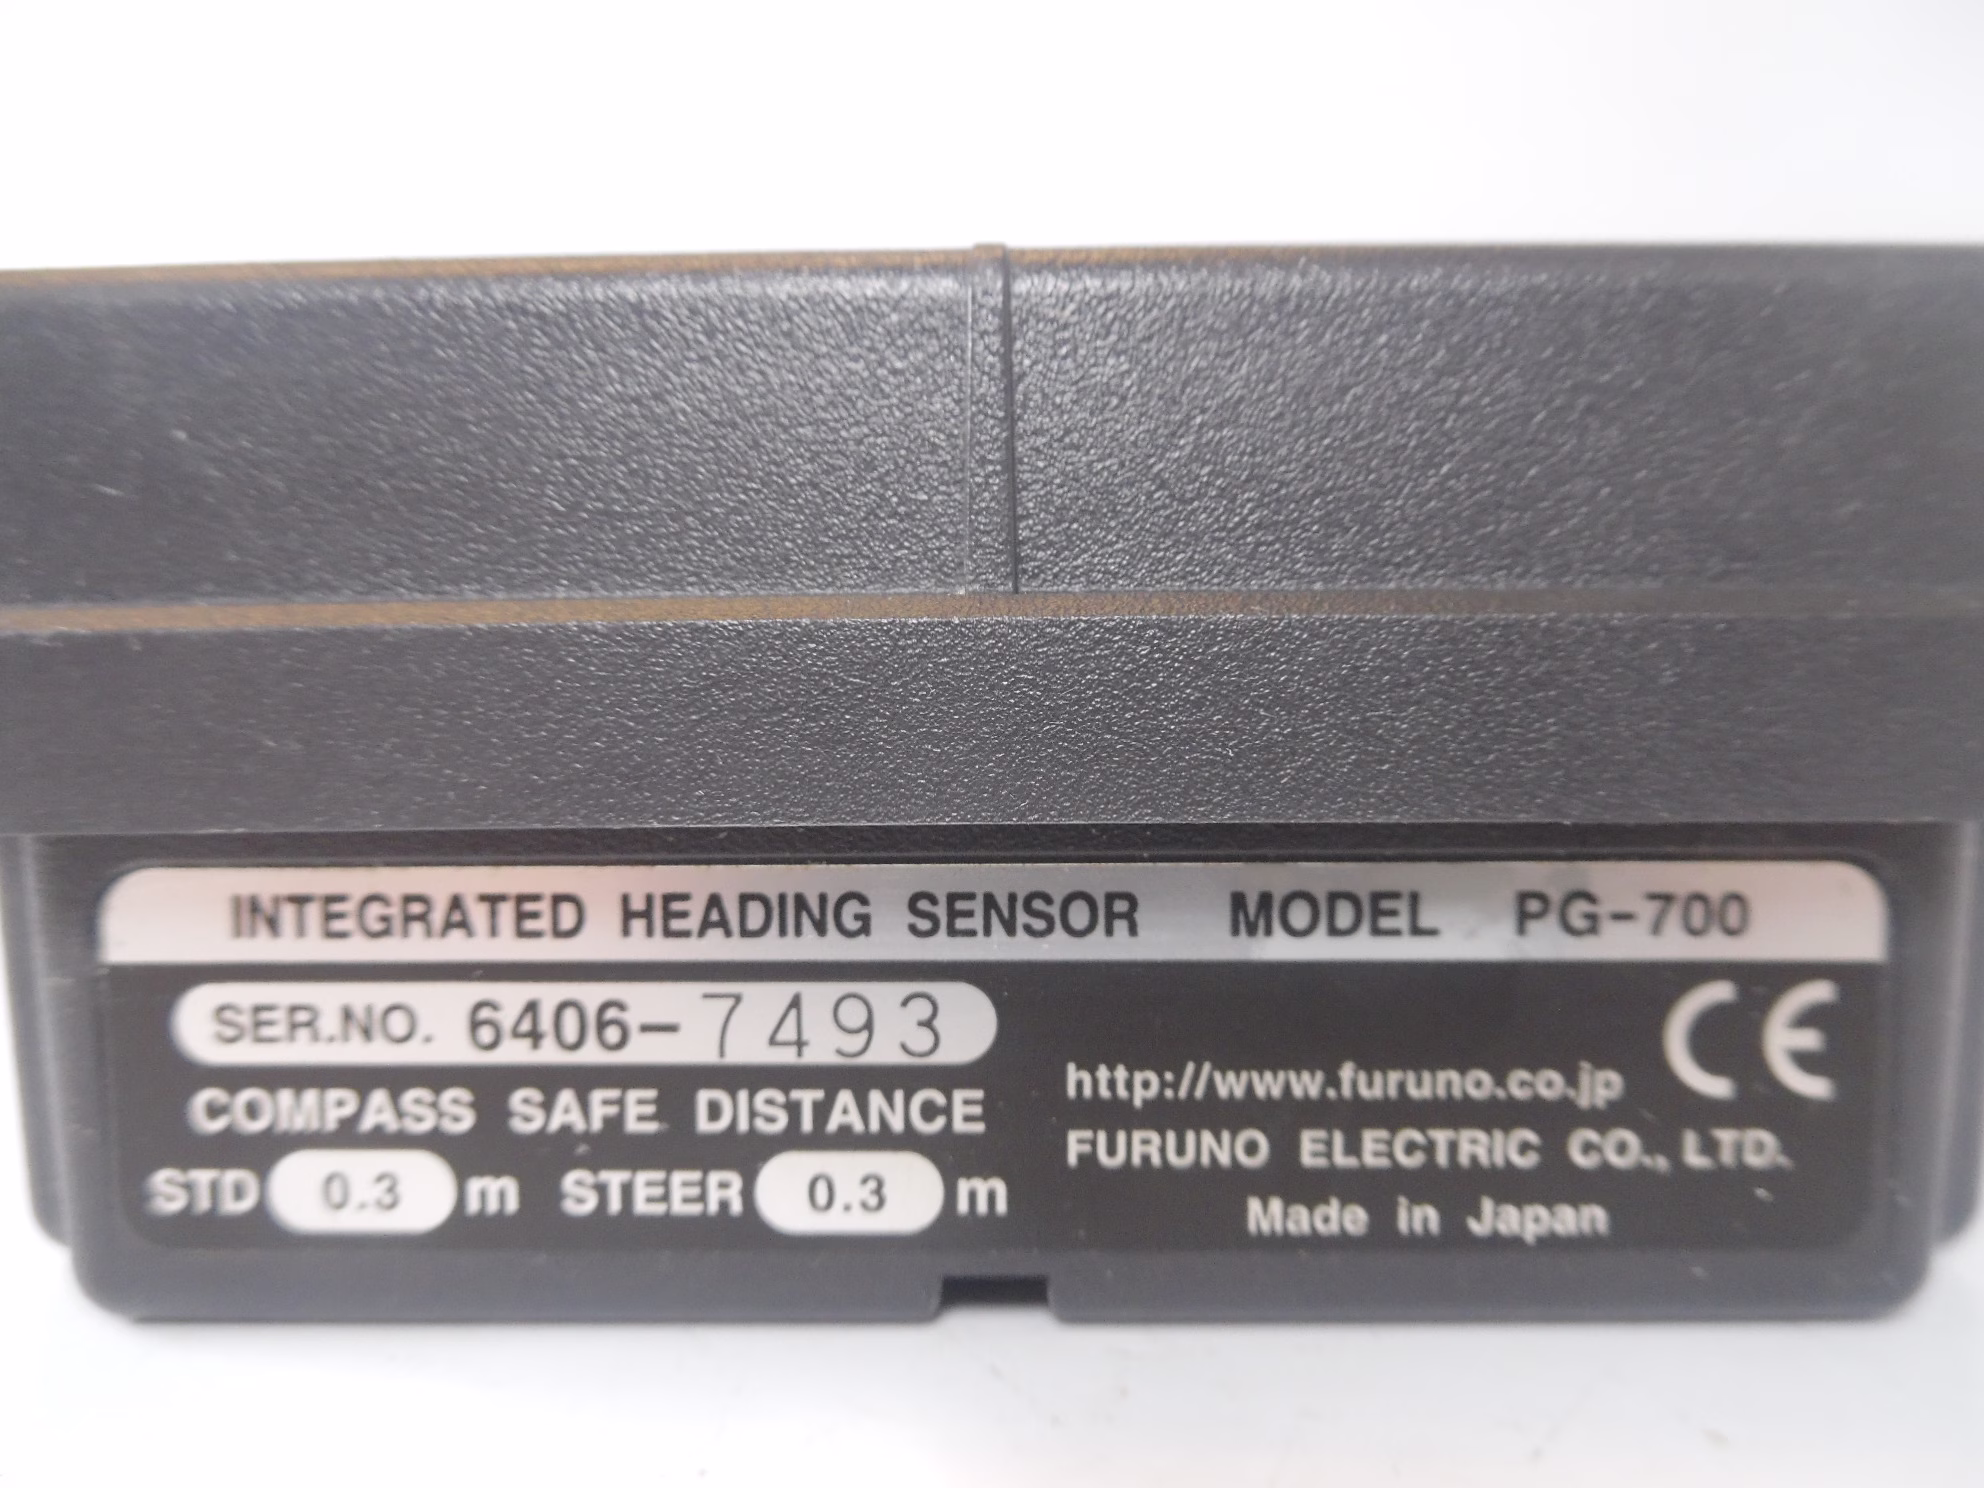 INTEGRATED HEADING SENSOR MODEL PG-700
SER.NO. 6406-7493
COMPASS SAFE DISTANCE
STD 0.3 m STEER 0.3 m
CE
http://www.furuno.co.jp
FURUNO ELECTRIC CO., LTD.
Made in Japan